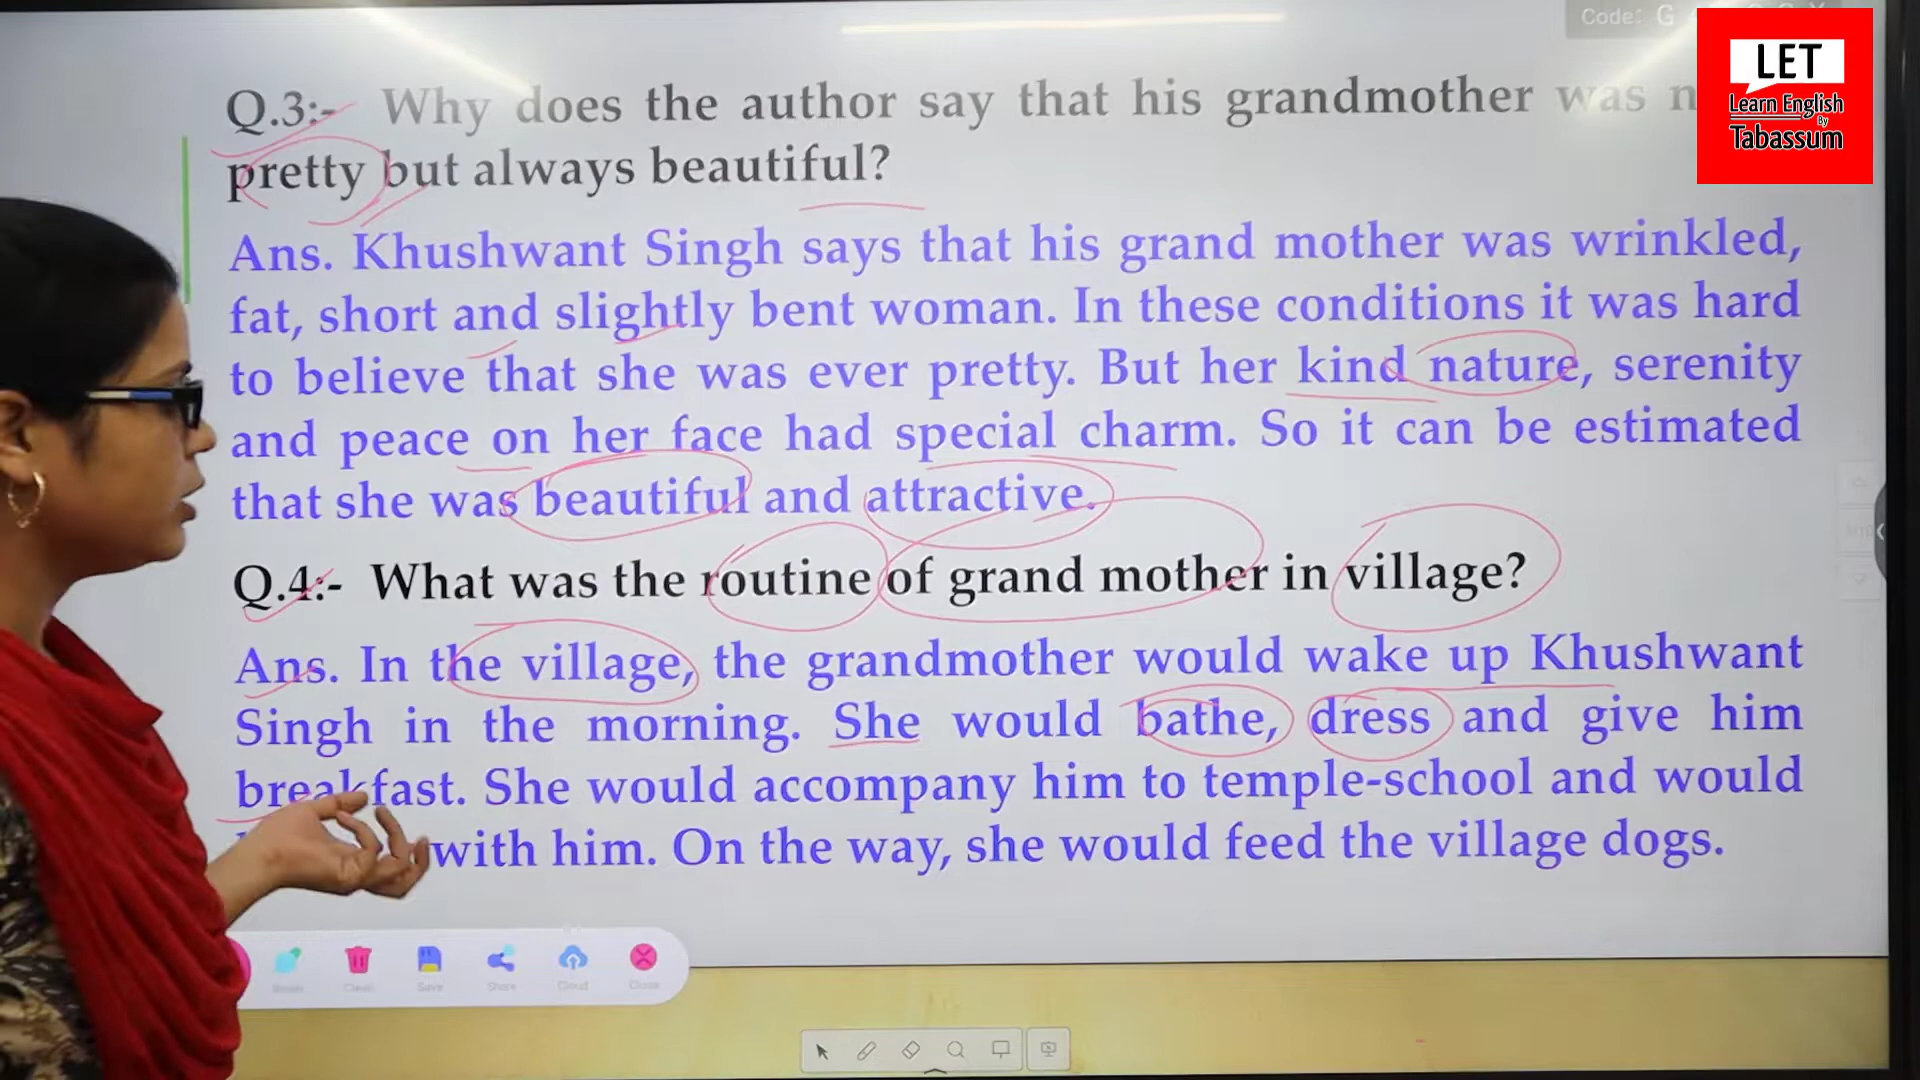 Code: G
LET
Learn English
By
Tabassum
Q.3:- Why does the author say that his grandmother was
pretty but always beautiful?
Ans. Khushwant Singh says that his grand mother was wrinkled,
fat, short and slightly bent woman. In these conditions it was hard
to believe that she was ever pretty. But her kind nature, serenity
and peace on her face had special charm. So it can be estimated
that she was beautiful and attractive.
Q.4:- What was the routine of grand mother in village?
Ans. In the village, the grandmother would wake up Khushwant
Singh in the morning. She would bathe, dress and give him
breakfast. She would accompany him to temple-school and would
with him. On the way, she would feed the village dogs.
Clear Save Share Cloud Close